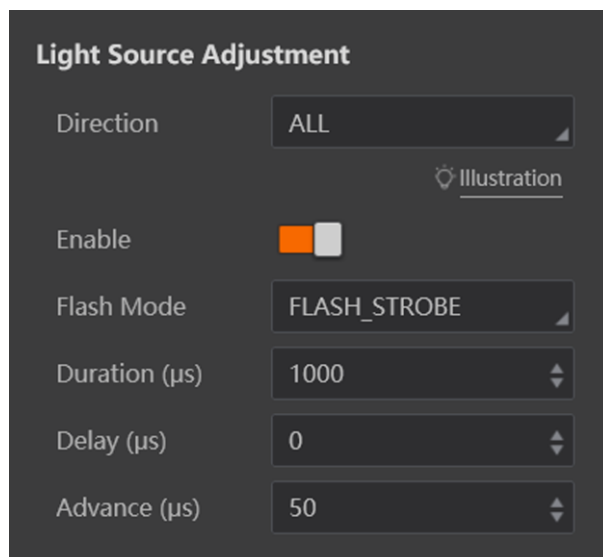 Light Source Adjustment
Direction ALL
Illustration
Enable
Flash Mode FLASH_STROBE
Duration (µs) 1000
Delay (µs) 0
Advance (µs) 50